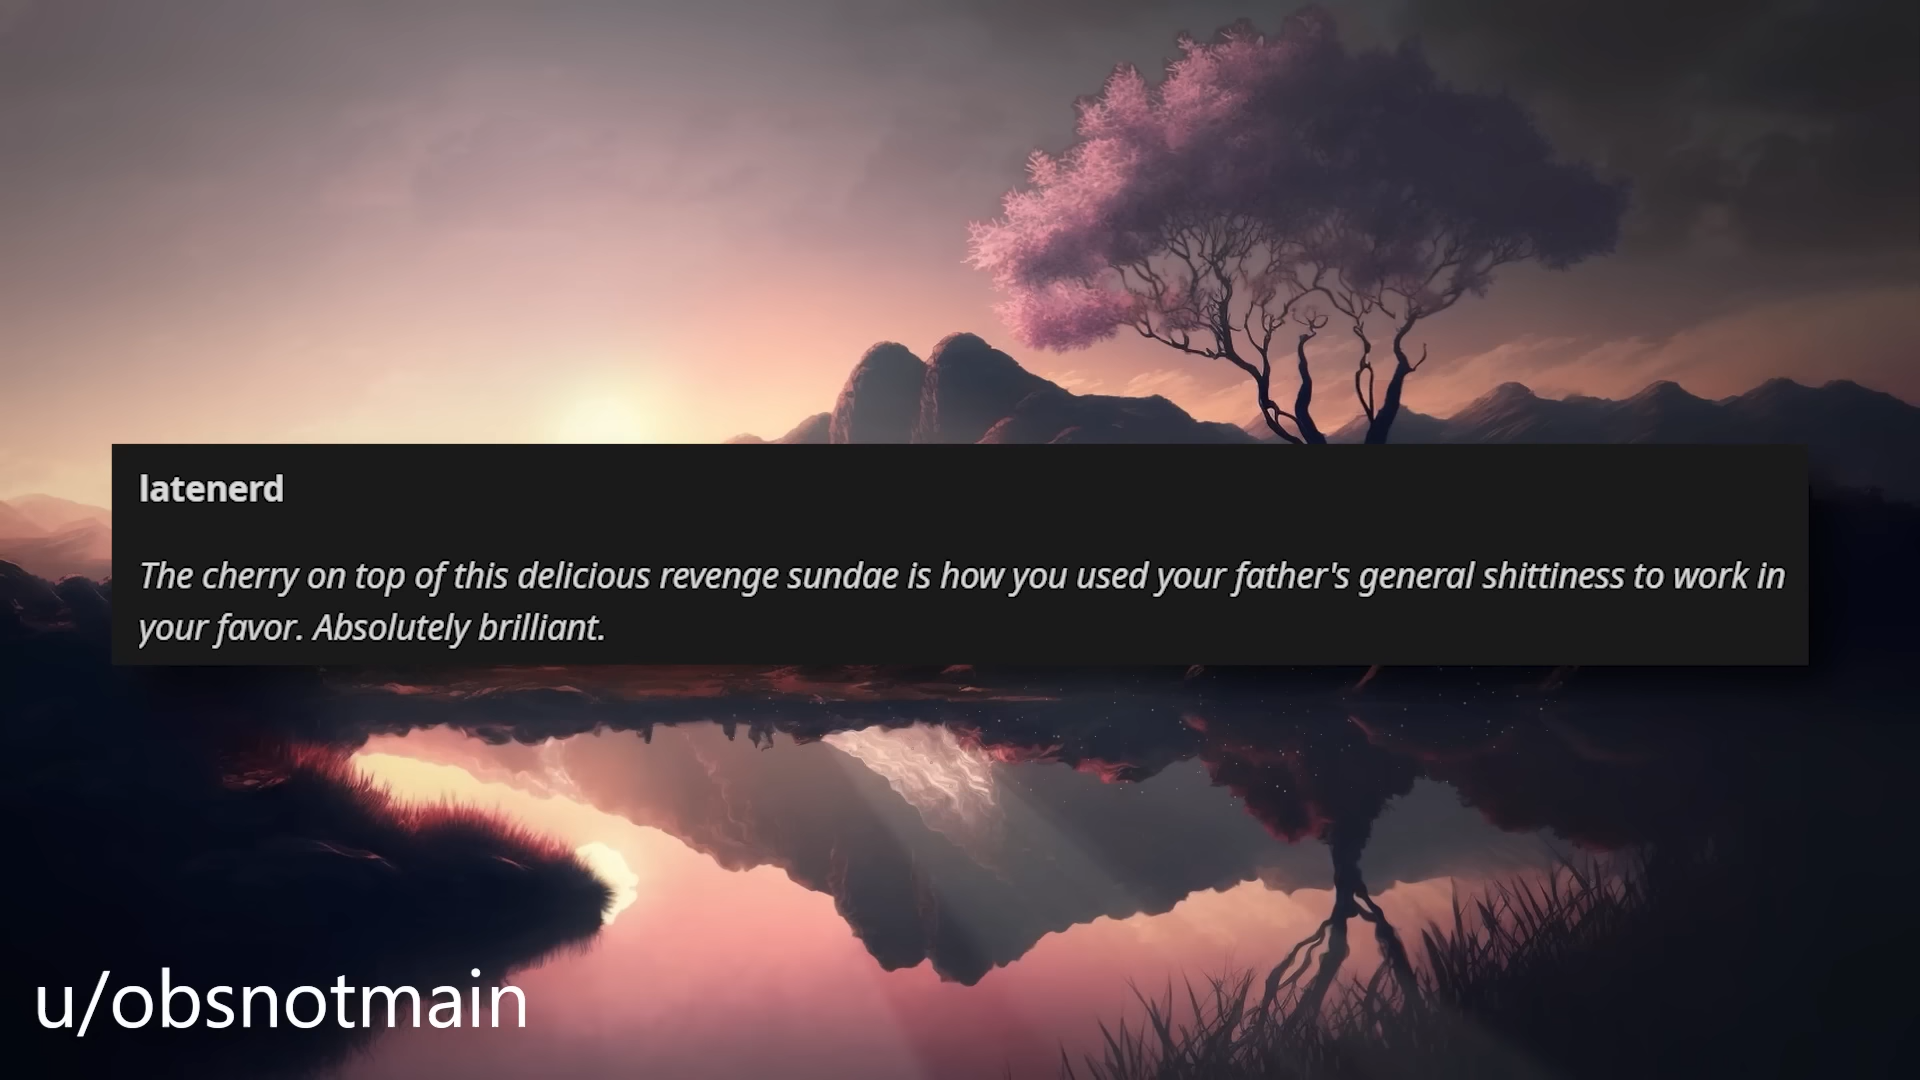 latenerd
The cherry on top of this delicious revenge sundae is how you used your father's general shittiness to work in
your favor. Absolutely brilliant.
u/obsnotmain